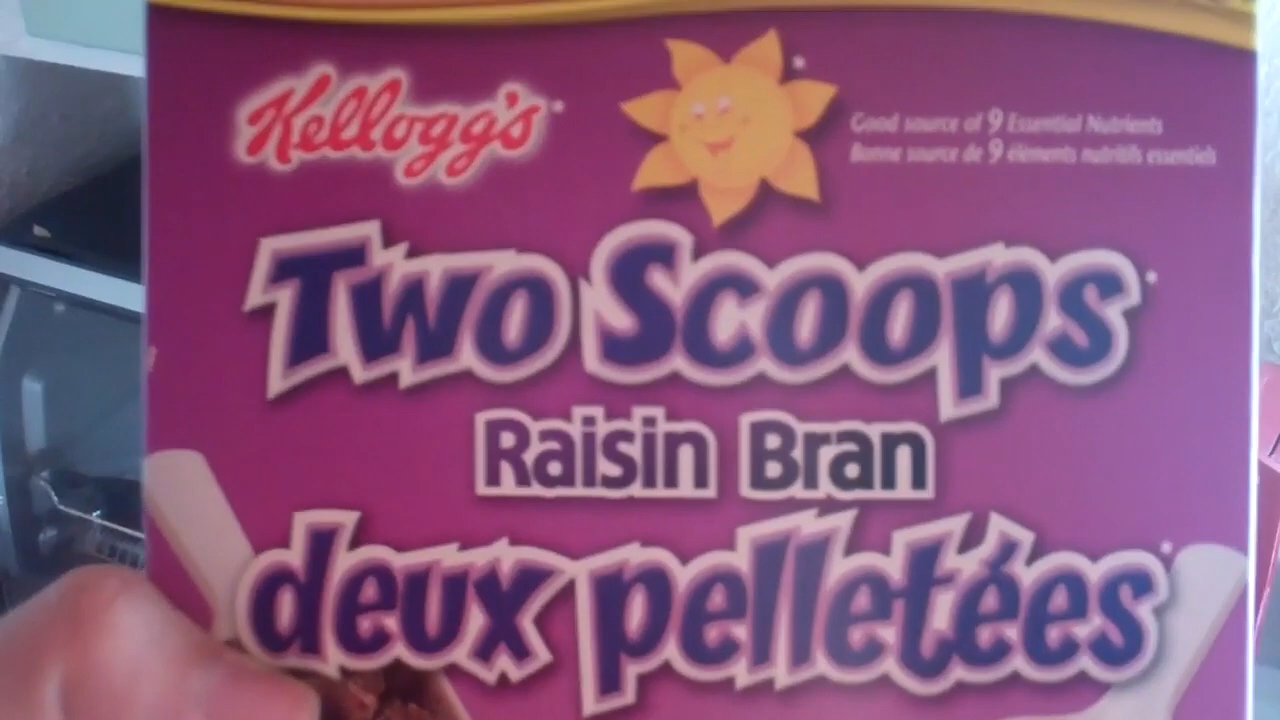 Kellogg's
Good source of 9 Essential Nutrients
Bonne source de 9 éléments nutritifs essentiels
Two Scoops
Raisin Bran
deux pelletées